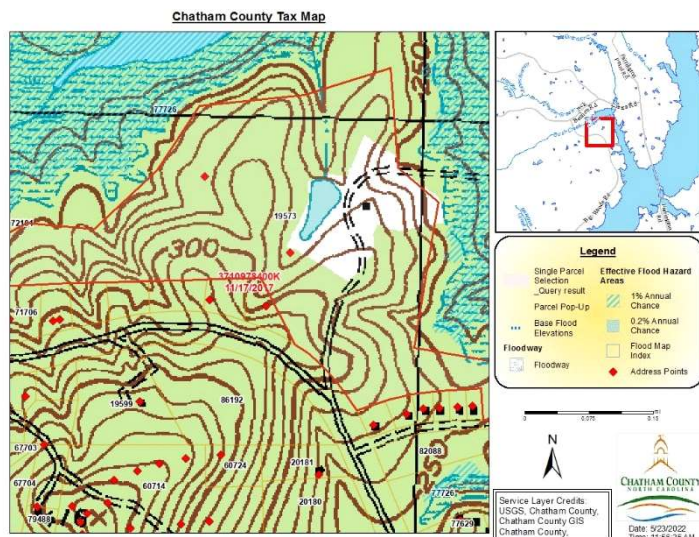 Chatham County Tax Map
250
77726
72181
19573
300
3710978400K
11/17/2017
71706
19599
86192
67703
67704
60714
60724
20181
20180
79488
82088
250
77726
77629
Legend
Single Parcel
Selection
_Query result
Parcel Pop-Up
Base Flood
Elevations
Floodway
Floodway
Effective Flood Hazard
Areas
1% Annual
Chance
0.2% Annual
Chance
Flood Map
Index
Address Points
0
0.075
0.15
N
Service Layer Credits:
USGS, Chatham County,
Chatham County GIS
Chatham County,
CHATHAM COUNTY
NORTH CAROLINA
Date: 5/23/2022